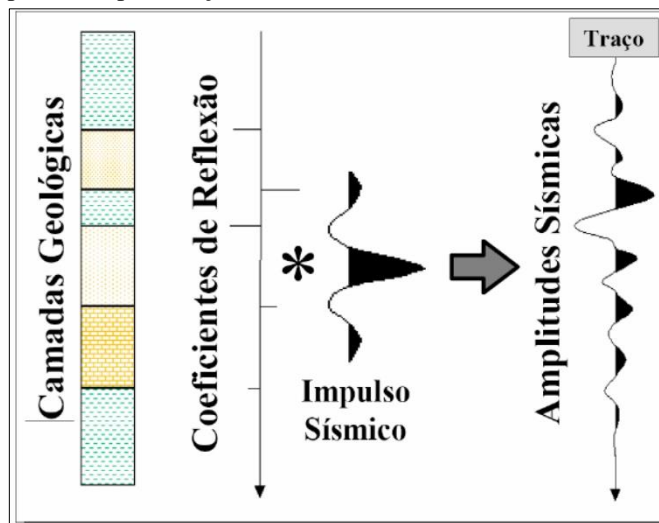 Camadas Geológicas
Coeficientes de Reflexão
*
Impulso
Sísmico
Amplitudes Sísmicas
Traço